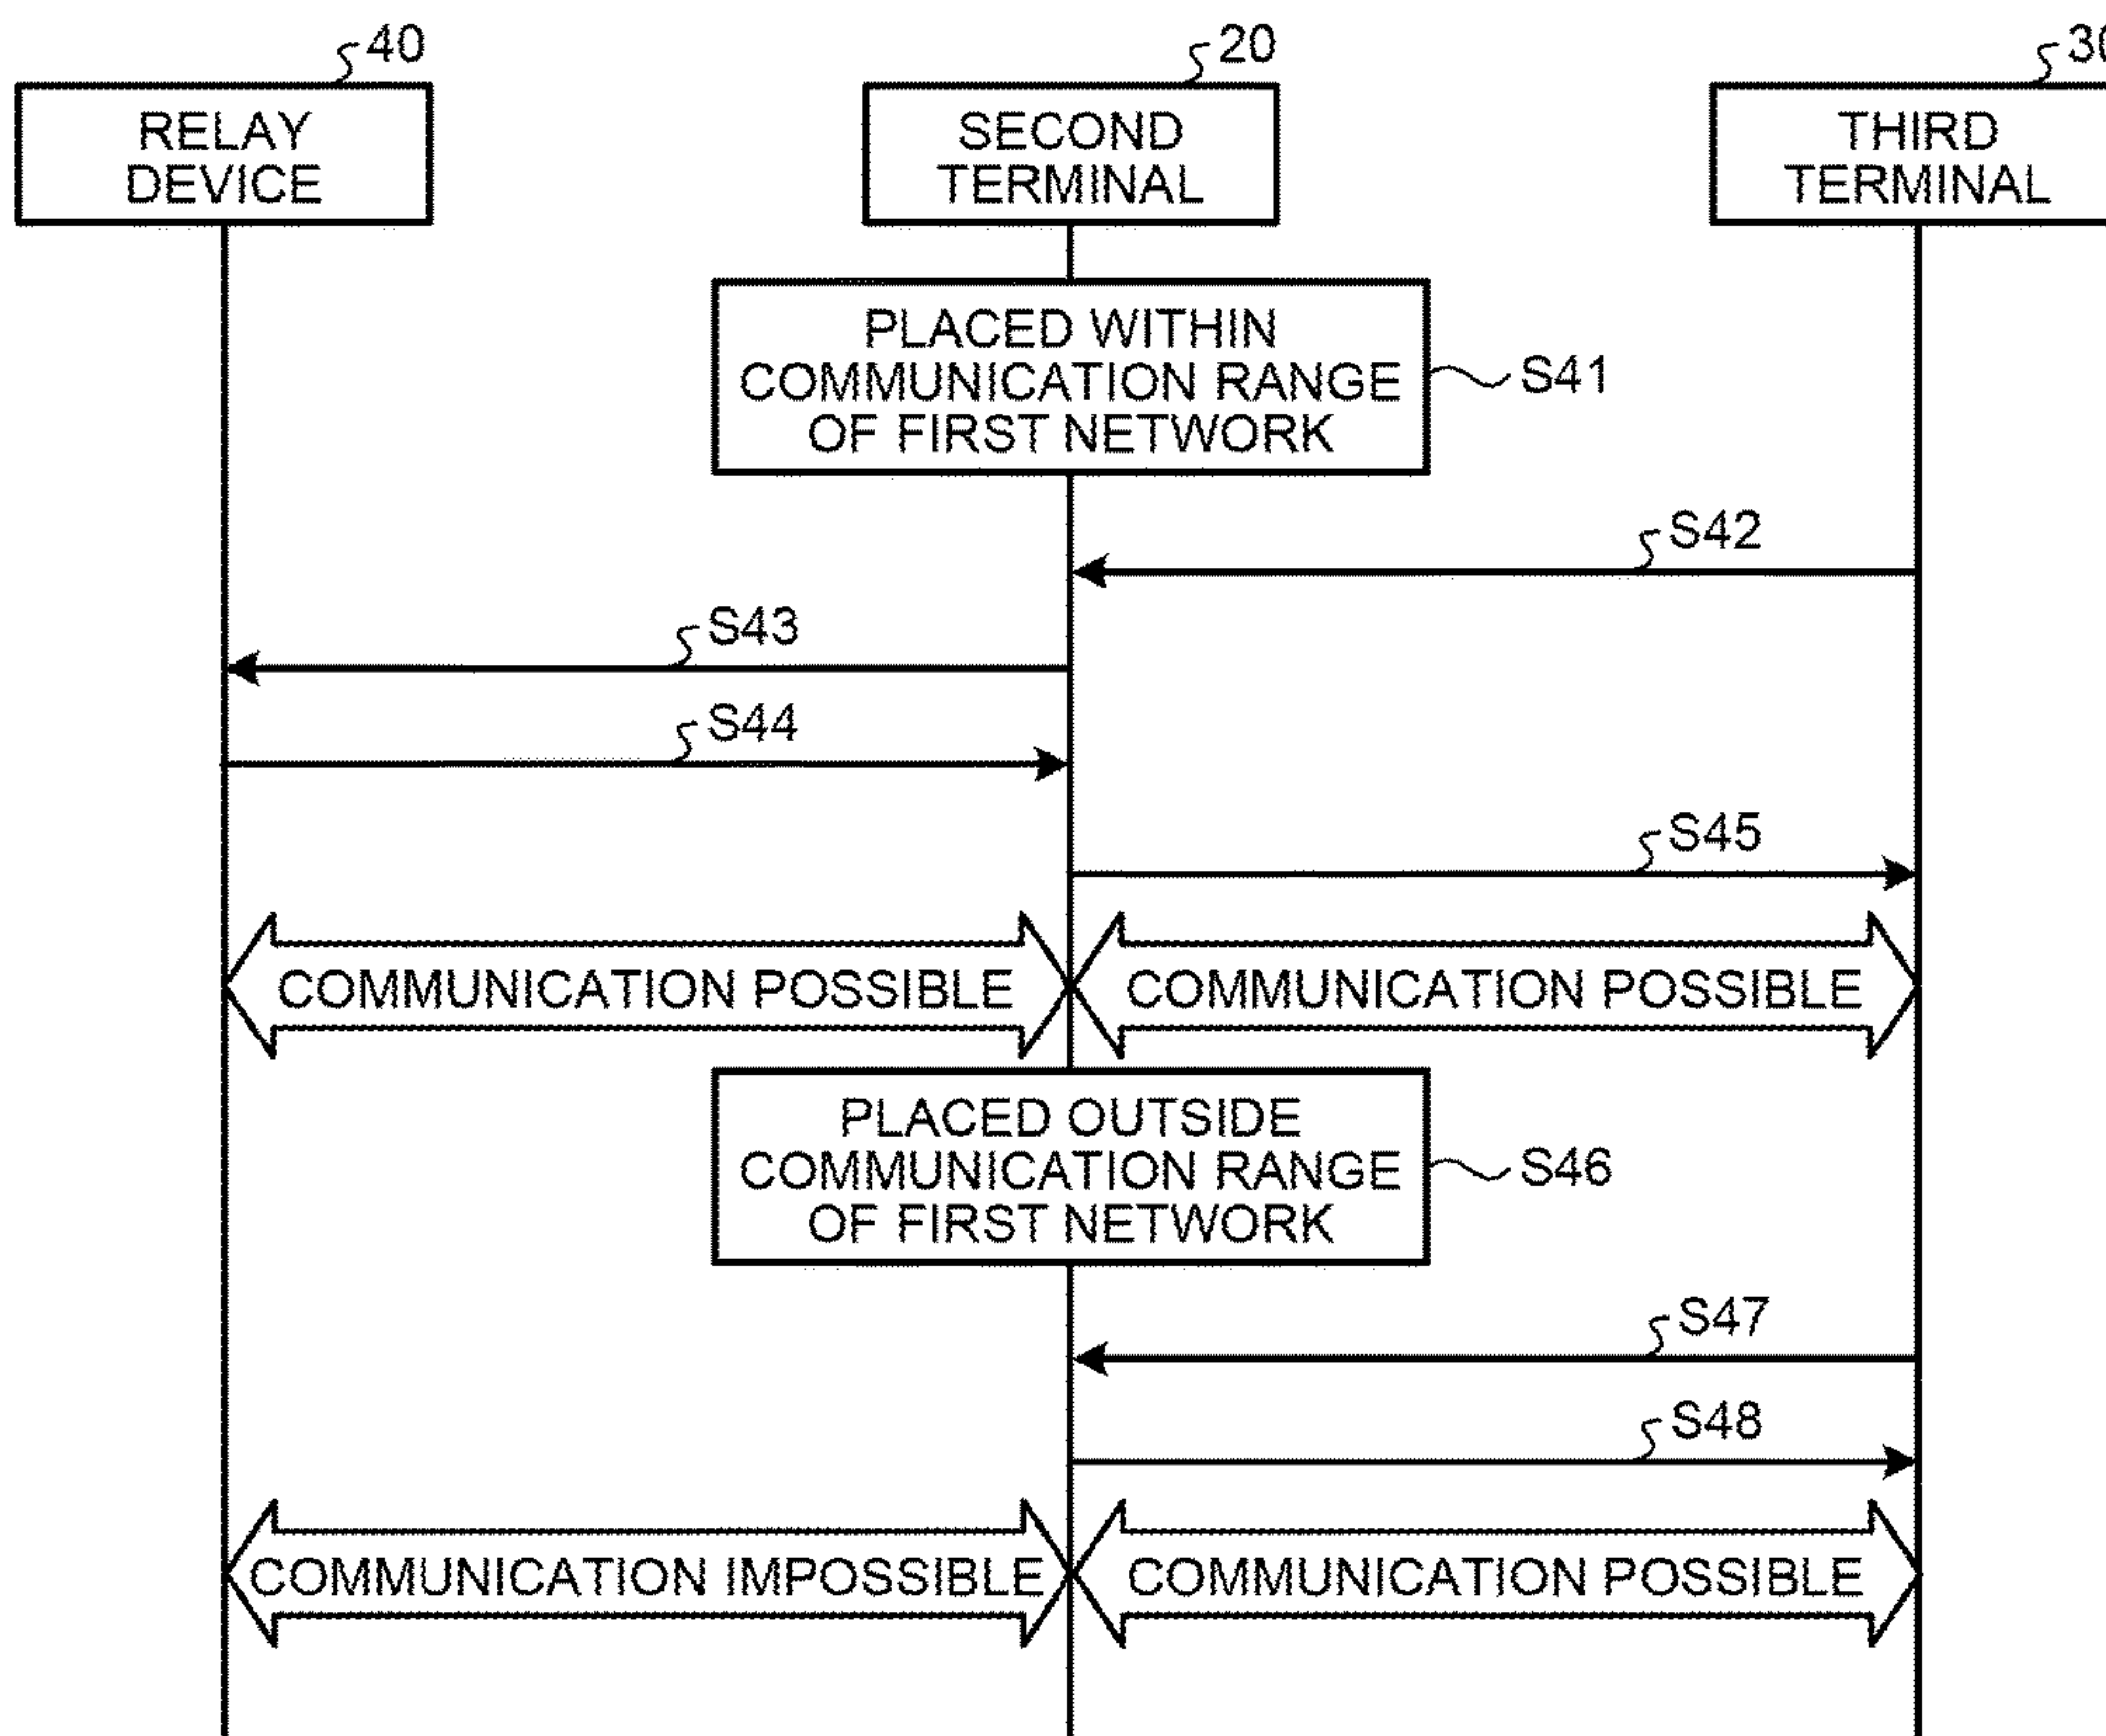 40
20
30
RELAY
DEVICE
SECOND
TERMINAL
THIRD
TERMINAL
PLACED WITHIN
COMMUNICATION RANGE
OF FIRST NETWORK
S41
S42
S43
S44
S45
COMMUNICATION POSSIBLE
COMMUNICATION POSSIBLE
PLACED OUTSIDE
COMMUNICATION RANGE
OF FIRST NETWORK
S46
S47
S48
COMMUNICATION IMPOSSIBLE
COMMUNICATION POSSIBLE